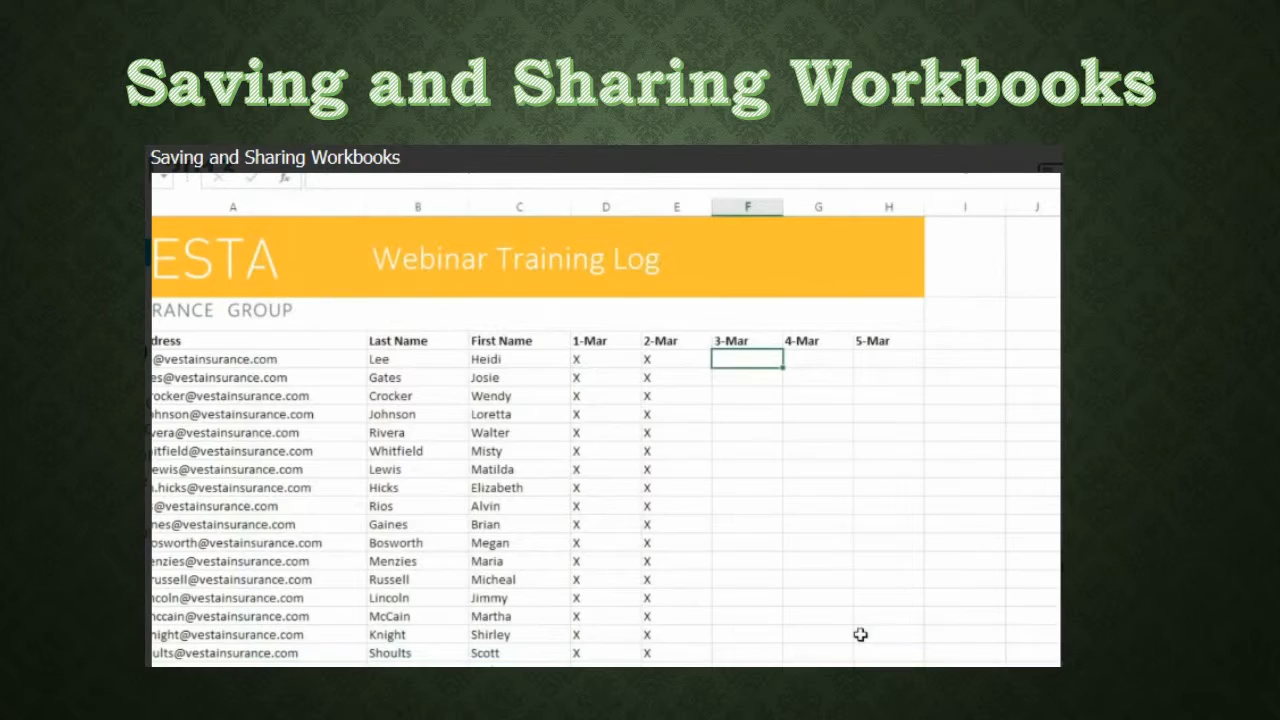 Saving and Sharing Workbooks
Saving and Sharing Workbooks
fx
A B C D E F G H I J
ESTA Webinar Training Log
RANCE GROUP
dress Last Name First Name 1-Mar 2-Mar 3-Mar 4-Mar 5-Mar
@vestainsurance.com Lee Heidi X X
es@vestainsurance.com Gates Josie X X
rocker@vestainsurance.com Crocker Wendy X X
hnson@vestainsurance.com Johnson Loretta X X
vera@vestainsurance.com Rivera Walter X X
itfield@vestainsurance.com Whitfield Misty X X
ewis@vestainsurance.com Lewis Matilda X X
.hicks@vestainsurance.com Hicks Elizabeth X X
@vestainsurance.com Rios Alvin X X
nes@vestainsurance.com Gaines Brian X X
osworth@vestainsurance.com Bosworth Megan X X
enzies@vestainsurance.com Menzies Maria X X
russell@vestainsurance.com Russell Micheal X X
ncoln@vestainsurance.com Lincoln Jimmy X X
nccain@vestainsurance.com McCain Martha X X
night@vestainsurance.com Knight Shirley X X
ults@vestainsurance.com Shoults Scott X X